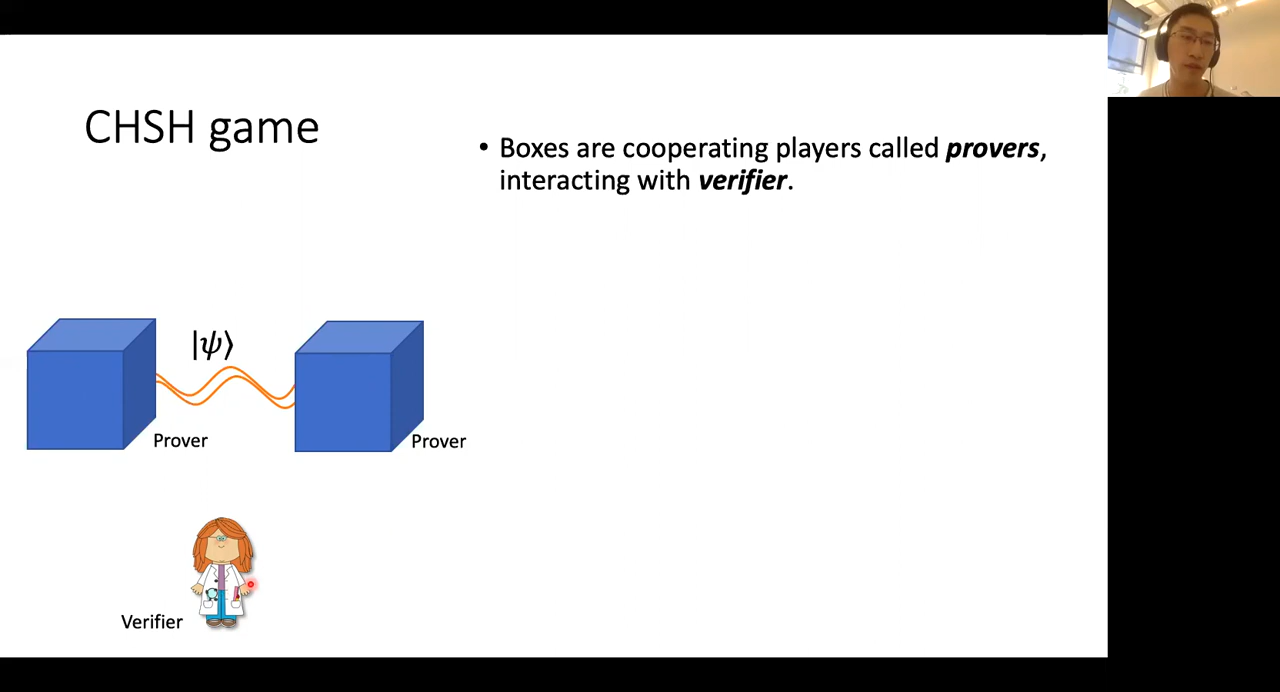 CHSH game
• Boxes are cooperating players called provers,
interacting with verifier.
|ψ⟩
Prover
Prover
Verifier